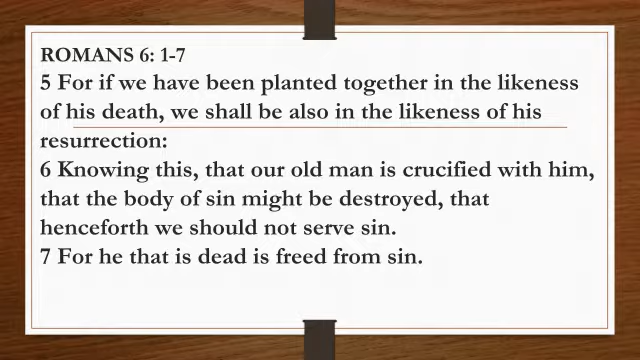 ROMANS 6: 1-7
5 For if we have been planted together in the likeness
of his death, we shall be also in the likeness of his
resurrection:
6 Knowing this, that our old man is crucified with him,
that the body of sin might be destroyed, that
henceforth we should not serve sin.
7 For he that is dead is freed from sin.